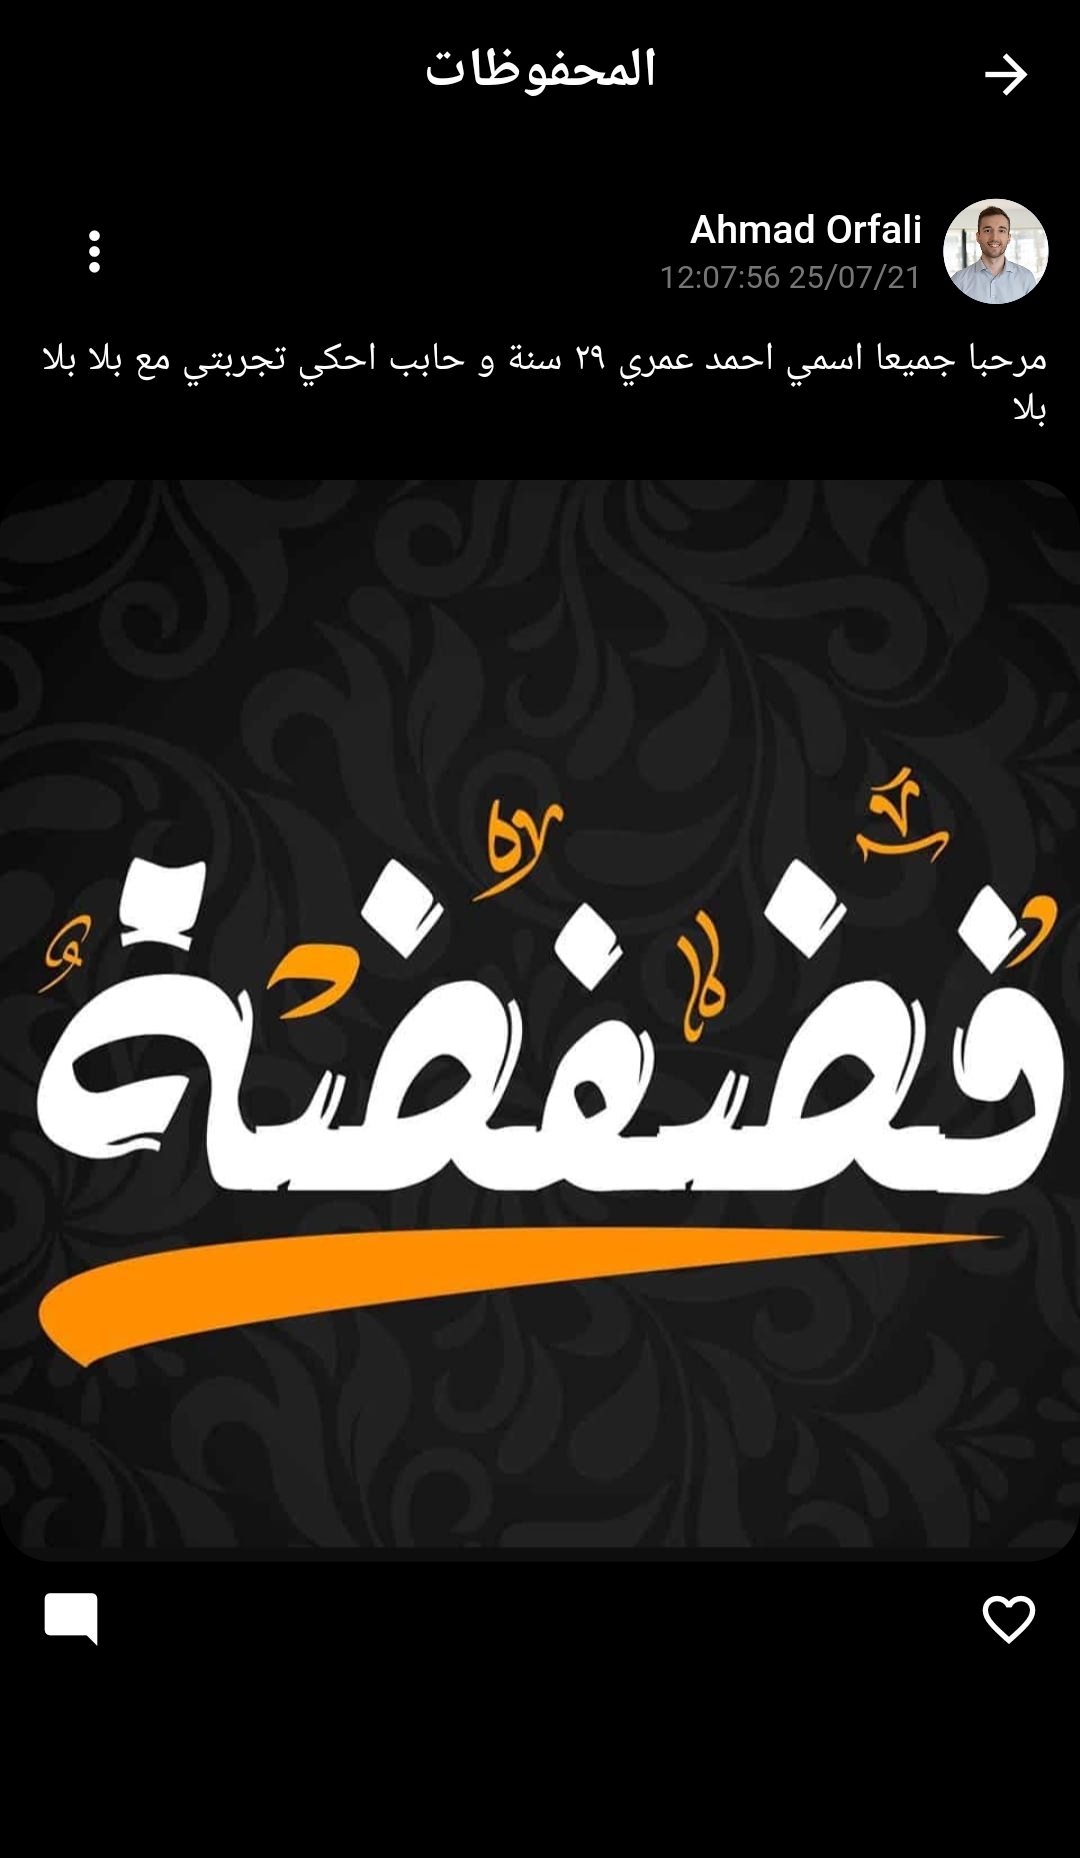 المحفوظات
Ahmad Orfali
12:07:56 25/07/21
مرحبا جميعا اسمي احمد عمري ٢٩ سنة و حابب احكي تجربتي مع بلا بلا
بلا
فضفضة